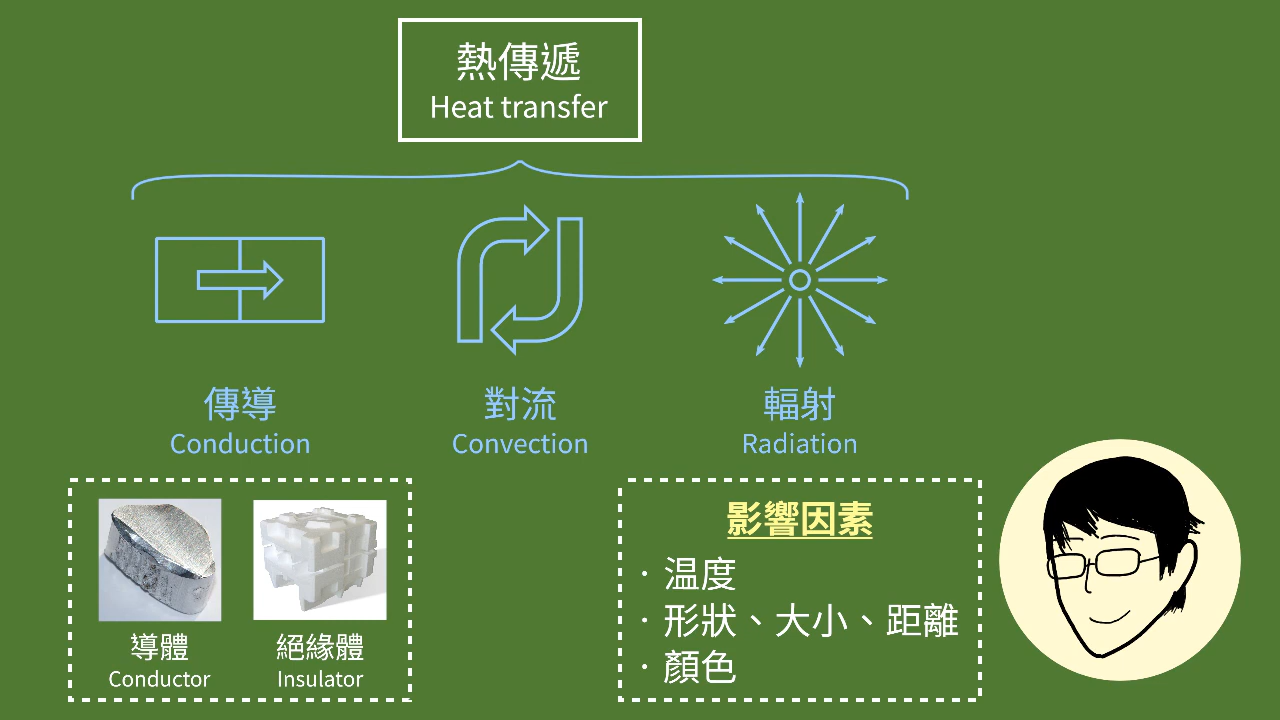 熱傳遞
Heat transfer
傳導
Conduction
對流
Convection
輻射
Radiation
導體
Conductor
絕緣體
Insulator
影響因素
· 温度
· 形狀、大小、距離
· 顏色